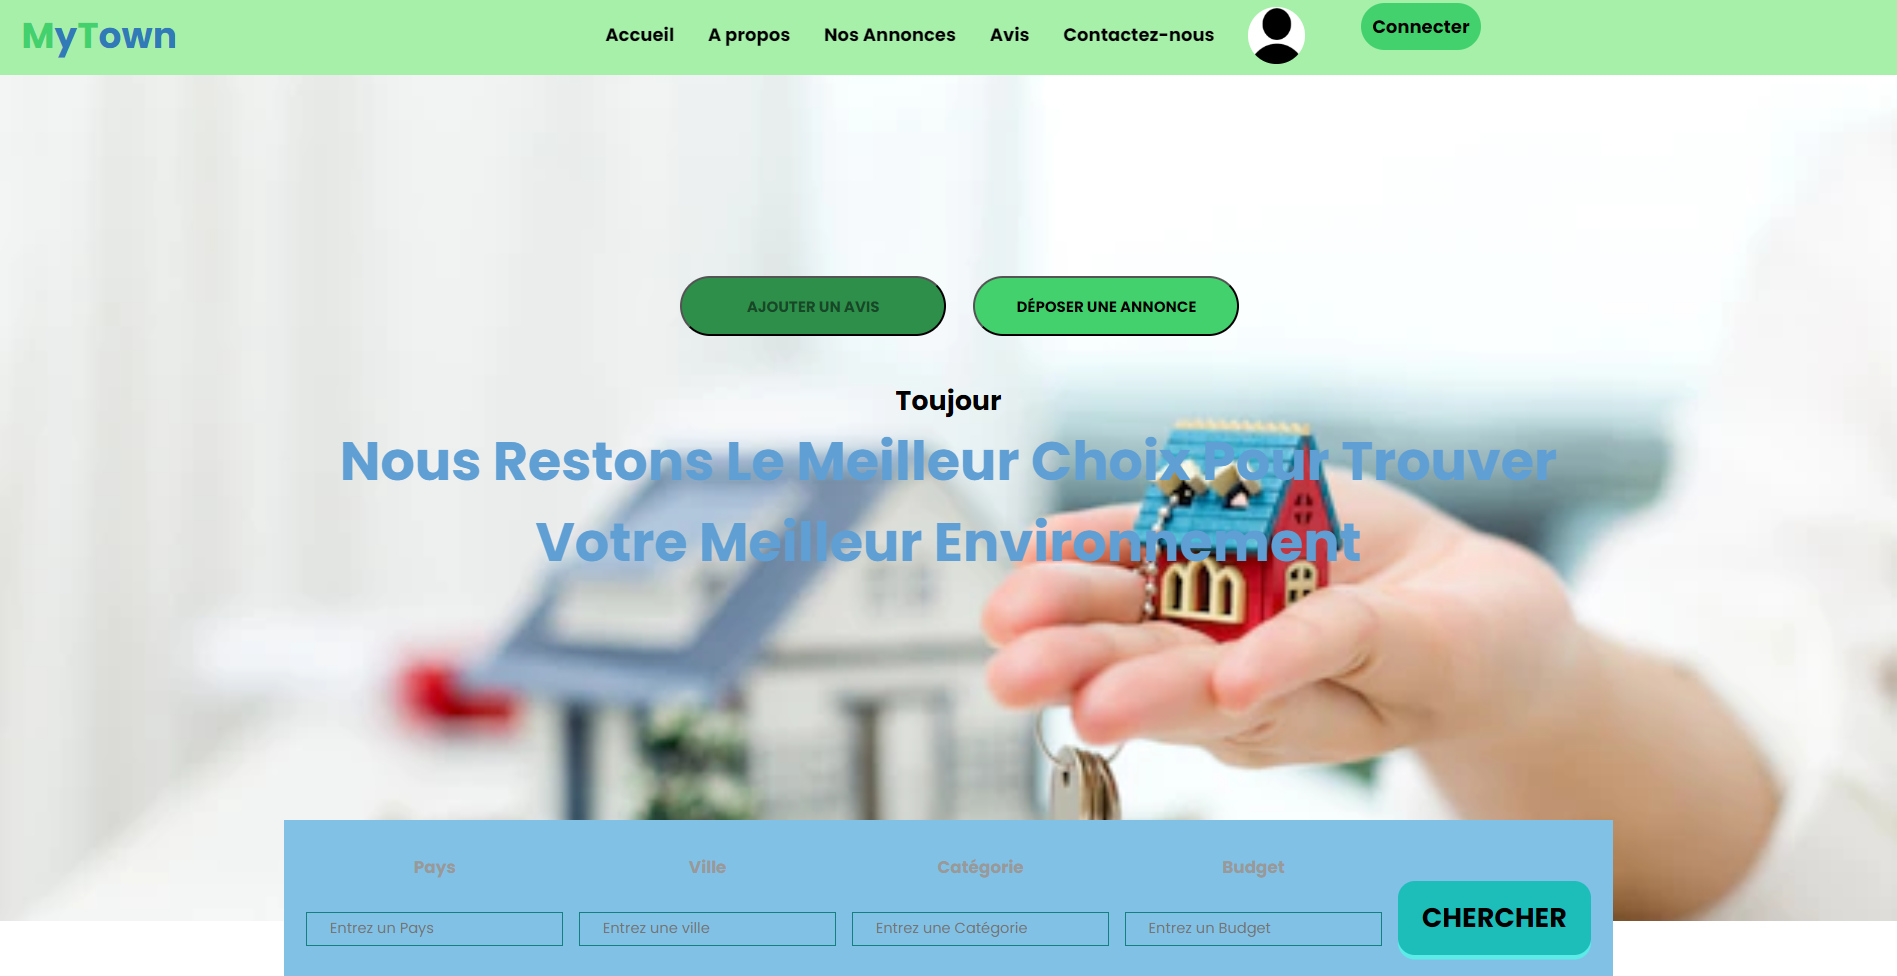 MyTown
Accueil A propos Nos Annonces Avis Contactez-nous Connecter
AJOUTER UN AVIS DÉPOSER UNE ANNONCE
Toujour
Nous Restons Le Meilleur Choix Pour Trouver
Votre Meilleur Environnement
Pays Ville Catégorie Budget
Entrez un Pays Entrez une ville Entrez une Catégorie Entrez un Budget CHERCHER